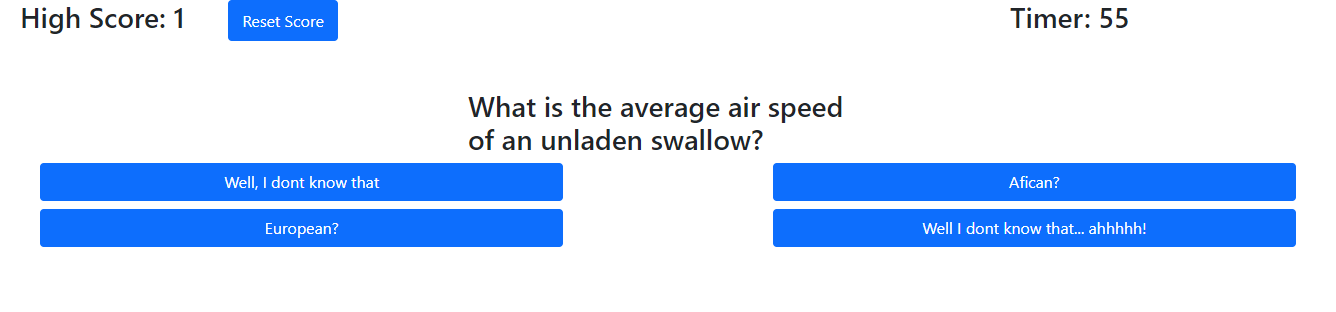 High Score: 1
Reset Score
Timer: 55
What is the average air speed
of an unladen swallow?
Well, I dont know that
Afican?
European?
Well I dont know that... ahhhhh!